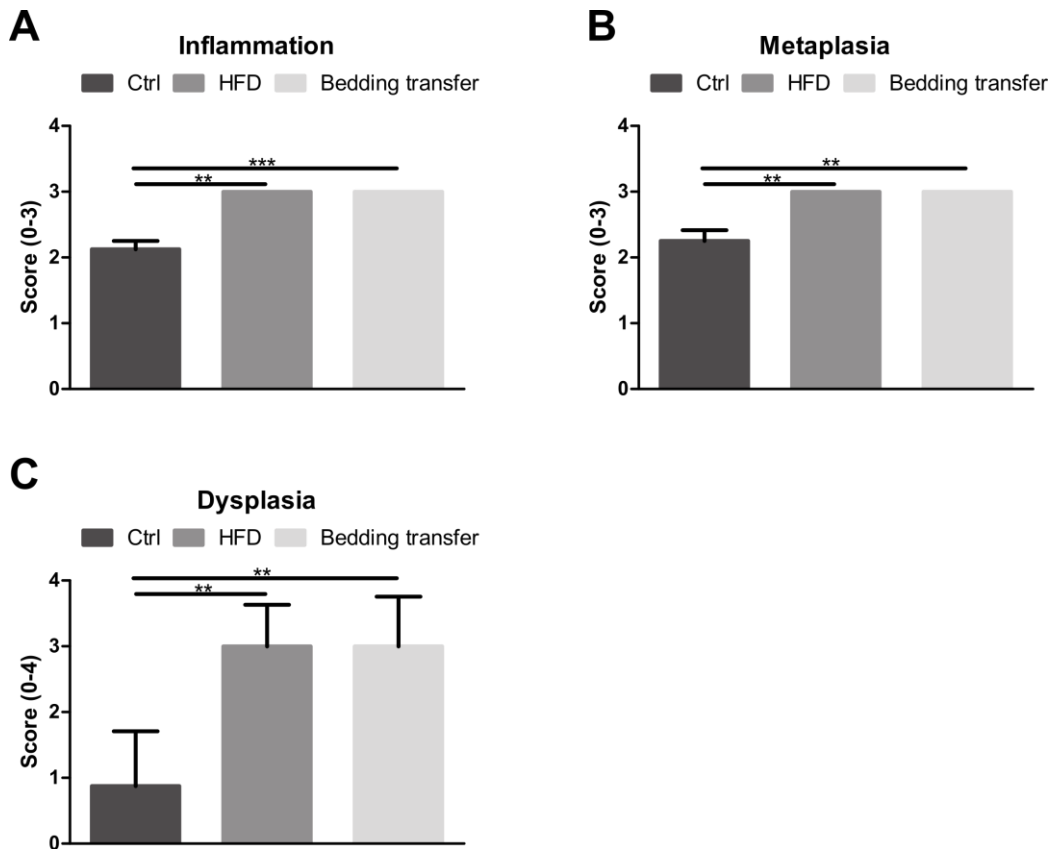 A
Inflammation
Ctrl HFD Bedding transfer
Score (0-3)
4
3
2
1
0
***
**
B
Metaplasia
Ctrl HFD Bedding transfer
Score (0-3)
4
3
2
1
0
**
**
C
Dysplasia
Ctrl HFD Bedding transfer
Score (0-4)
4
3
2
1
0
**
**